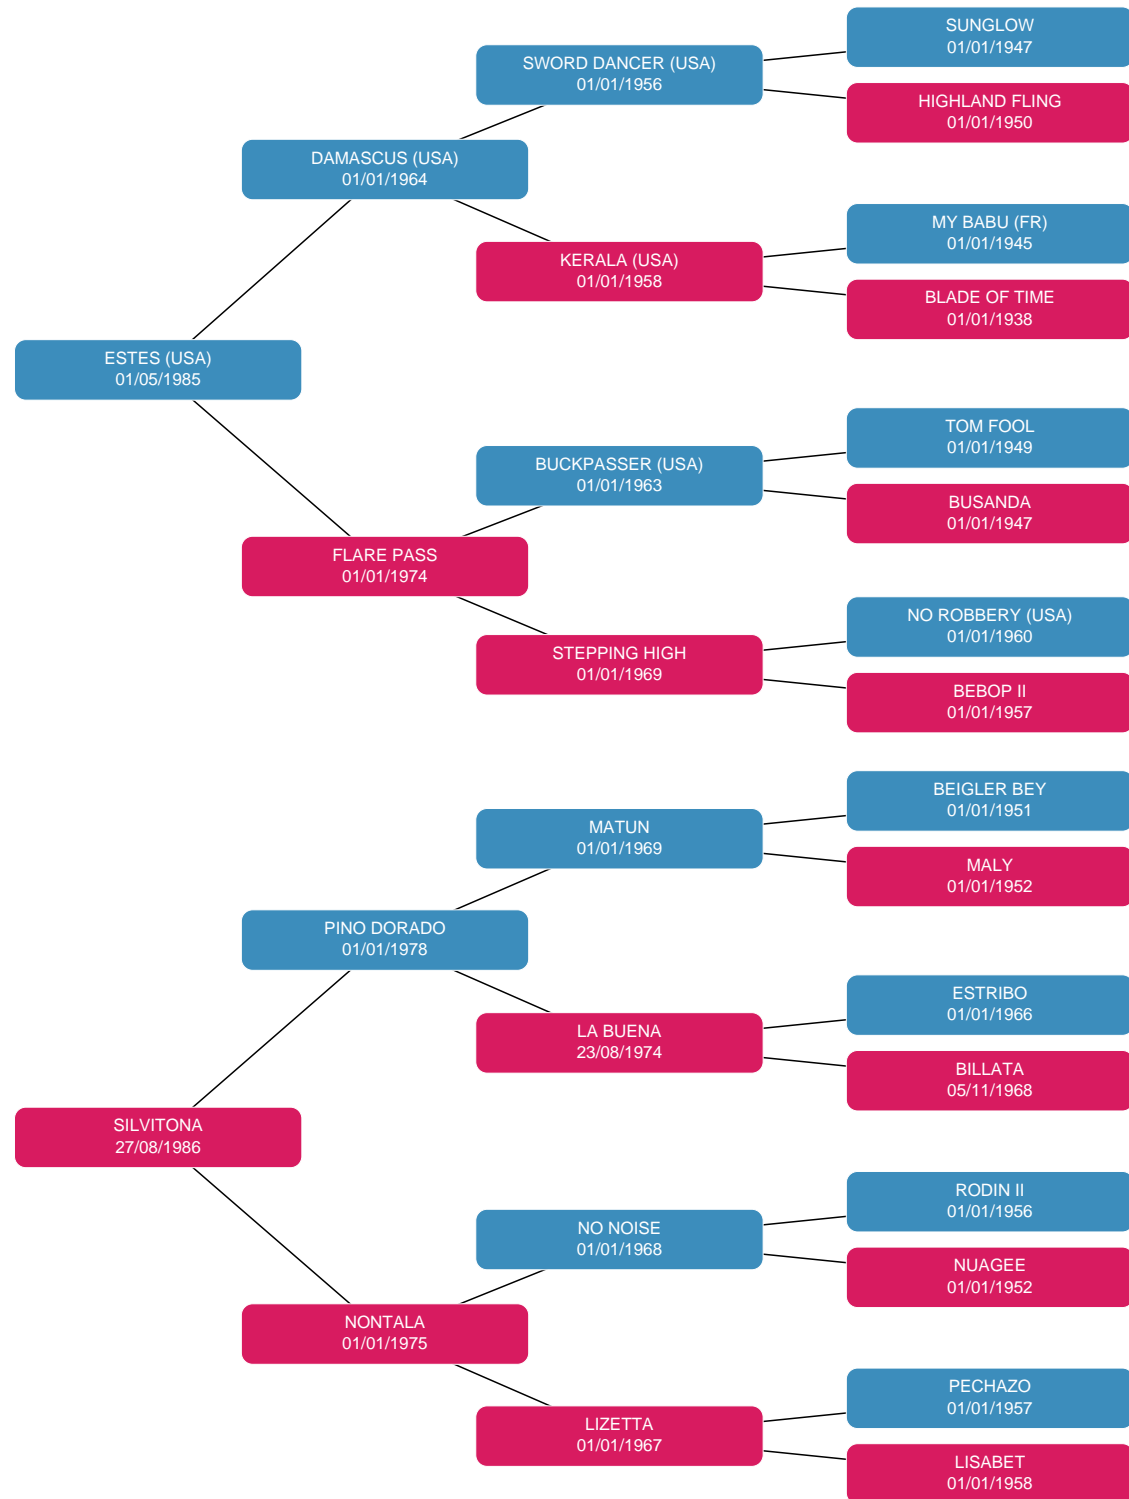 SUNGLOW
01/01/1947
SWORD DANCER (USA)
01/01/1956
HIGHLAND FLING
01/01/1950
DAMASCUS (USA)
01/01/1964
MY BABU (FR)
01/01/1945
KERALA (USA)
01/01/1958
BLADE OF TIME
01/01/1938
ESTES (USA)
01/05/1985
TOM FOOL
01/01/1949
BUCKPASSER (USA)
01/01/1963
BUSANDA
01/01/1947
FLARE PASS
01/01/1974
NO ROBBERY (USA)
01/01/1960
STEPPING HIGH
01/01/1969
BEBOP II
01/01/1957
BEIGLER BEY
01/01/1951
MATUN
01/01/1969
MALY
01/01/1952
PINO DORADO
01/01/1978
ESTRIBO
01/01/1966
LA BUENA
23/08/1974
BILLATA
05/11/1968
SILVITONA
27/08/1986
RODIN II
01/01/1956
NO NOISE
01/01/1968
NUAGEE
01/01/1952
NONTALA
01/01/1975
PECHAZO
01/01/1957
LIZETTA
01/01/1967
LISABET
01/01/1958